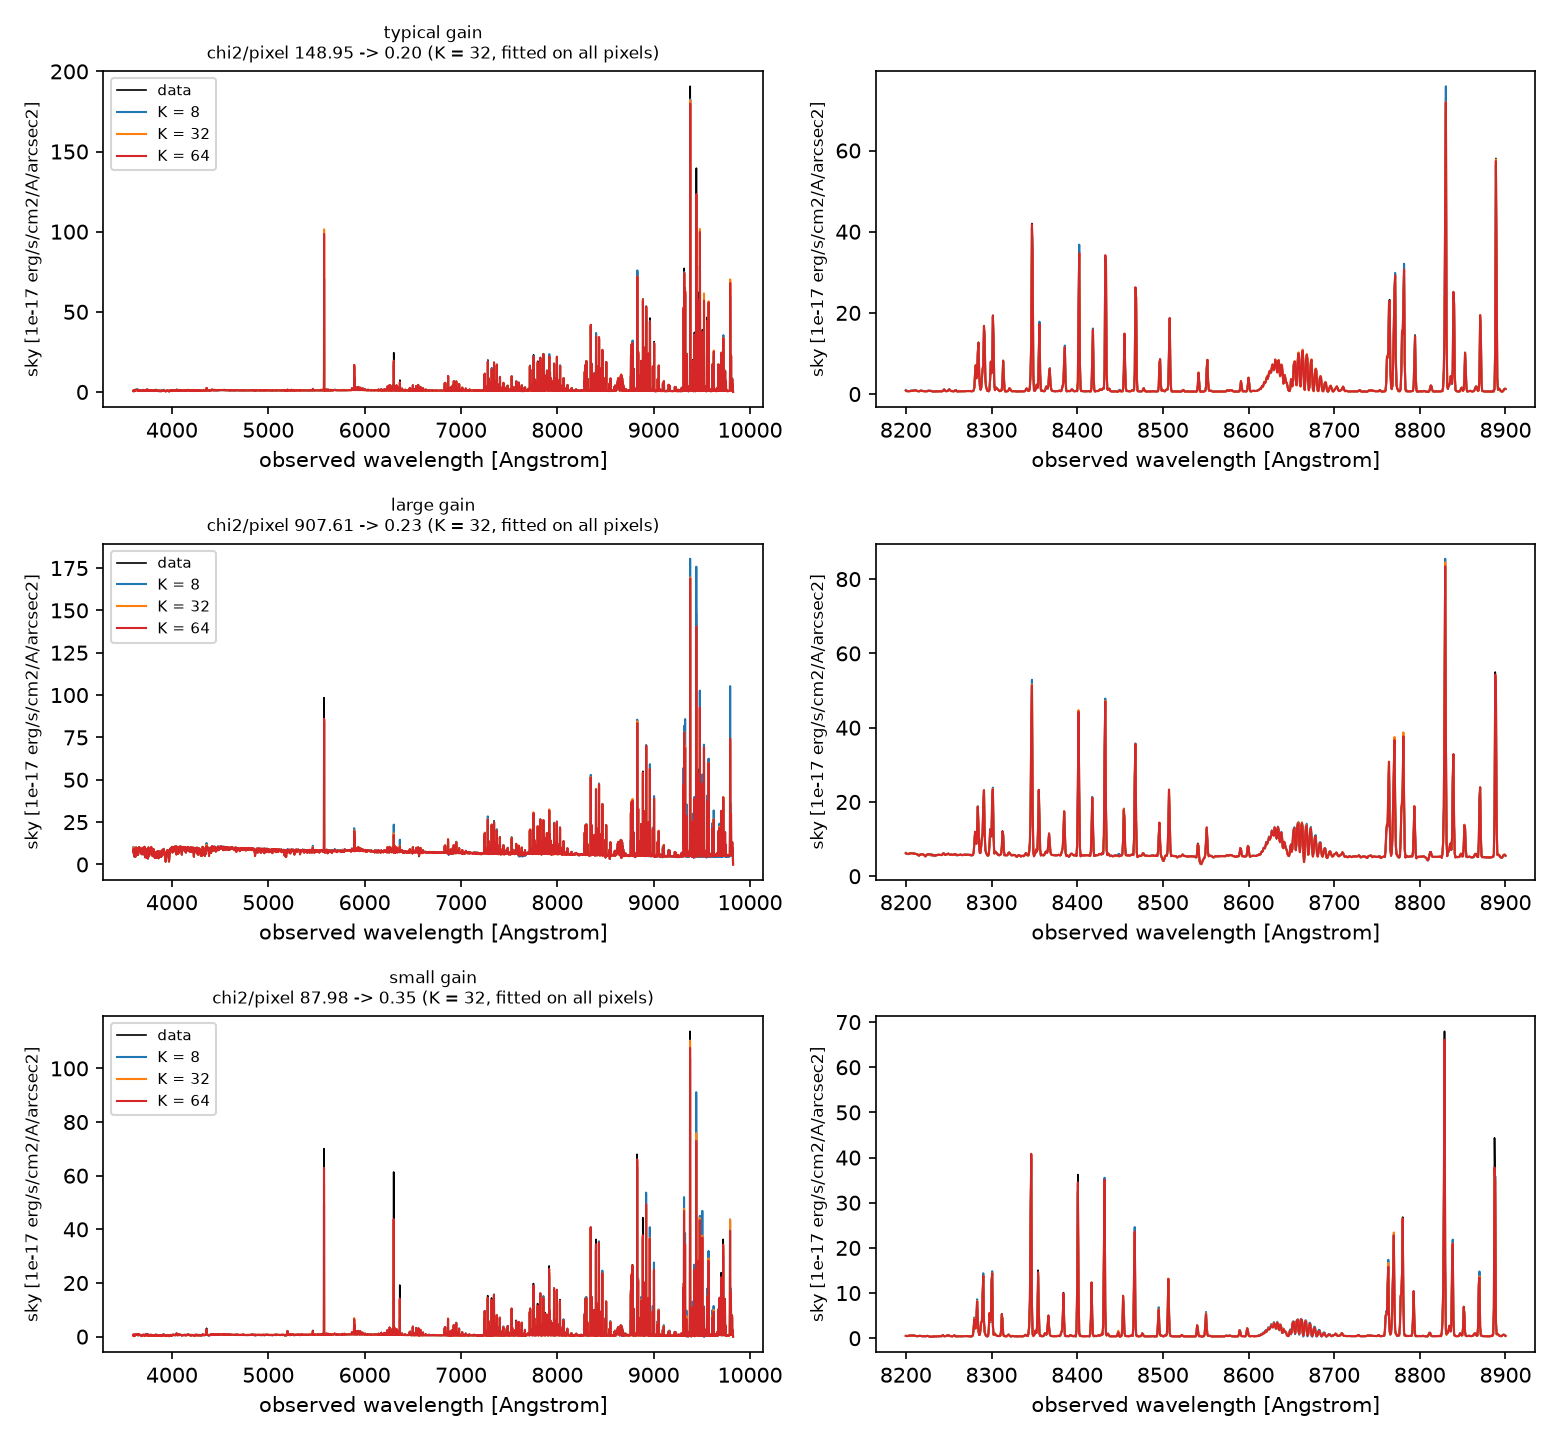 typical gain
chi2/pixel 148.95 -> 0.20 (K = 32, fitted on all pixels)
sky [1e-17 erg/s/cm2/A/arcsec2]
200
150
100
50
0
data
K = 8
K = 32
K = 64
4000 5000 6000 7000 8000 9000 10000
observed wavelength [Angstrom]
sky [1e-17 erg/s/cm2/A/arcsec2]
60
40
20
0
8200 8300 8400 8500 8600 8700 8800 8900
observed wavelength [Angstrom]
large gain
chi2/pixel 907.61 -> 0.23 (K = 32, fitted on all pixels)
sky [1e-17 erg/s/cm2/A/arcsec2]
175
150
125
100
75
50
25
0
data
K = 8
K = 32
K = 64
4000 5000 6000 7000 8000 9000 10000
observed wavelength [Angstrom]
sky [1e-17 erg/s/cm2/A/arcsec2]
80
60
40
20
0
8200 8300 8400 8500 8600 8700 8800 8900
observed wavelength [Angstrom]
small gain
chi2/pixel 87.98 -> 0.35 (K = 32, fitted on all pixels)
sky [1e-17 erg/s/cm2/A/arcsec2]
100
80
60
40
20
0
data
K = 8
K = 32
K = 64
4000 5000 6000 7000 8000 9000 10000
observed wavelength [Angstrom]
sky [1e-17 erg/s/cm2/A/arcsec2]
70
60
50
40
30
20
10
0
8200 8300 8400 8500 8600 8700 8800 8900
observed wavelength [Angstrom]